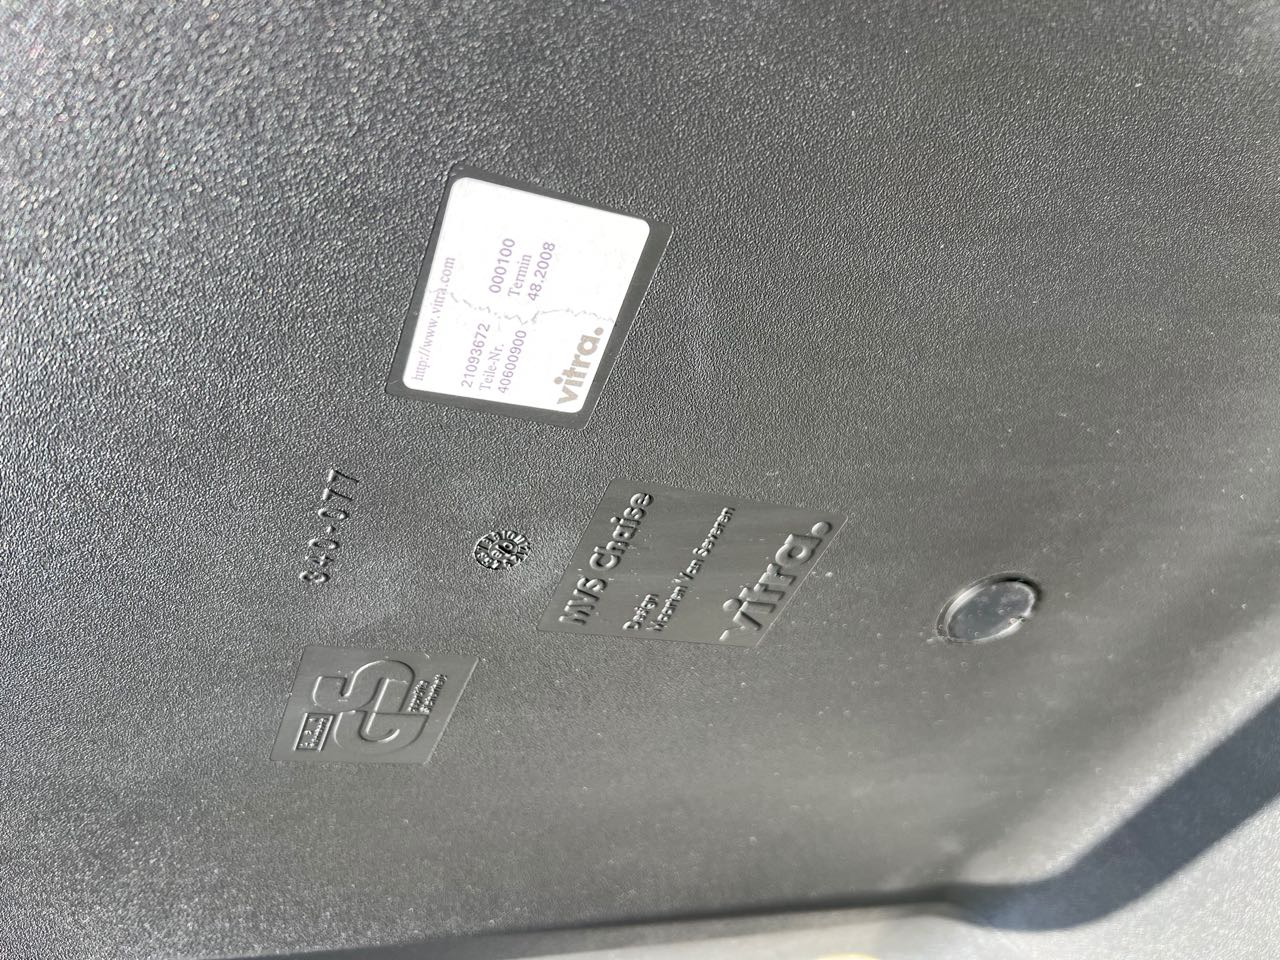 http://www.vitra.com
21093672 000100
Teile-Nr. Termin
40600900 48.2008
vitra.
340-077
MVS Chaise
Design
Maarten Van Severen
vitra.
GS